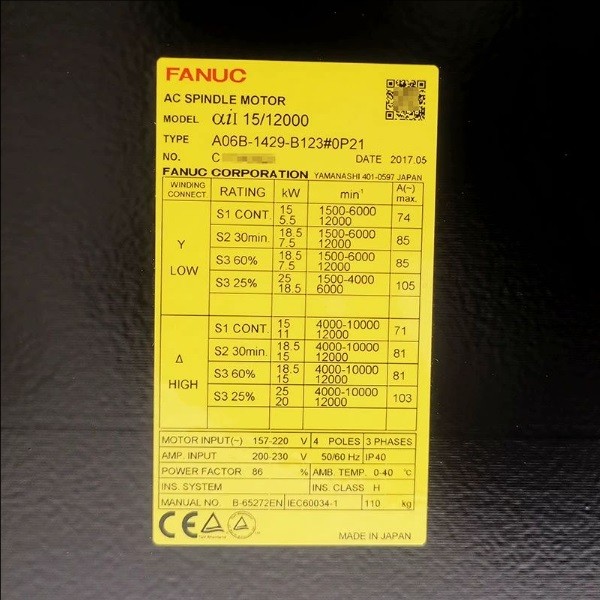 FANUC
AC SPINDLE MOTOR
MODEL αiI 15/12000
TYPE A06B-1429-B123#0P21
NO. C DATE 2017.05
FANUC CORPORATION YAMANASHI 401-0597 JAPAN
WINDING CONNECT. RATING kW min⁻¹ A(~) max.
Y LOW
S1 CONT. 15 1500-6000 74
5.5 12000
S2 30min. 18.5 1500-6000 85
7.5 12000
S3 60% 18.5 1500-6000 85
7.5 12000
S3 25% 25 1500-4000 105
18.5 6000
Δ HIGH
S1 CONT. 15 4000-10000 71
11 12000
S2 30min. 18.5 4000-10000 81
15 12000
S3 60% 18.5 4000-10000 81
15 12000
S3 25% 25 4000-10000 103
20 12000
MOTOR INPUT(~) 157-220 V 4 POLES 3 PHASES
AMP. INPUT 200-230 V 50/60 Hz IP40
POWER FACTOR 86 % AMB. TEMP. 0-40 ℃
INS. SYSTEM INS. CLASS H
MANUAL NO. B-65272EN IEC60034-1 110 kg
CE
MADE IN JAPAN